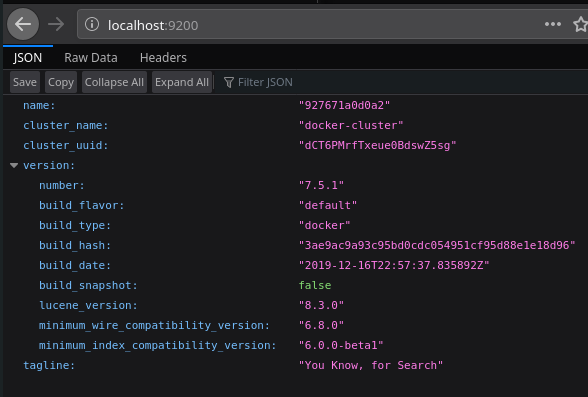 localhost:9200
JSON Raw Data Headers
Save Copy Collapse All Expand All Filter JSON
name: "927671a0d0a2"
cluster_name: "docker-cluster"
cluster_uuid: "dCT6PMrfTxeue0BdswZ5sg"
version:
number: "7.5.1"
build_flavor: "default"
build_type: "docker"
build_hash: "3ae9ac9a93c95bd0cdc054951cf95d88e1e18d96"
build_date: "2019-12-16T22:57:37.835892Z"
build_snapshot: false
lucene_version: "8.3.0"
minimum_wire_compatibility_version: "6.8.0"
minimum_index_compatibility_version: "6.0.0-beta1"
tagline: "You Know, for Search"